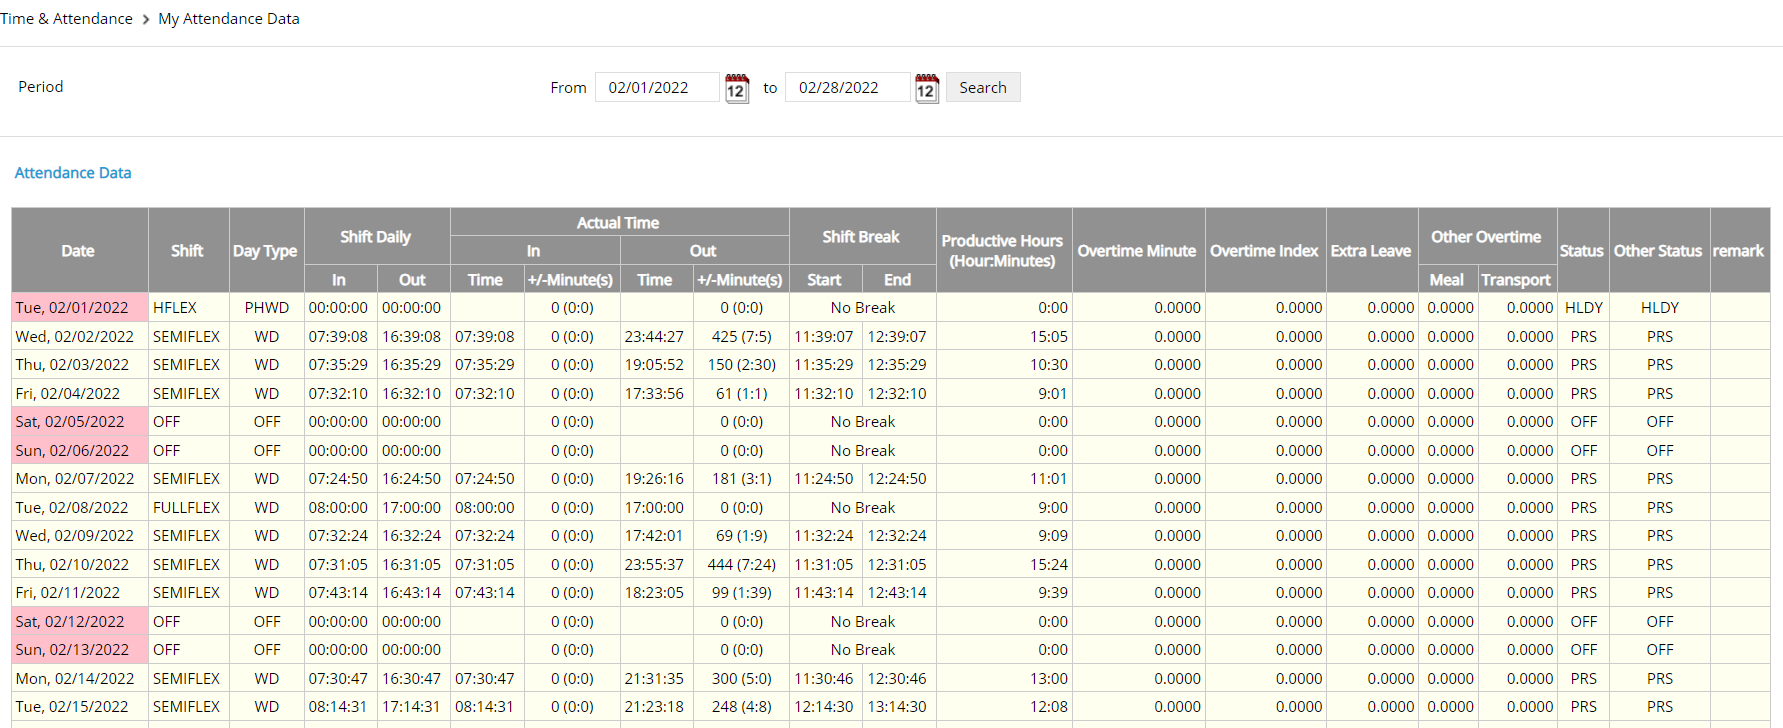 Time & Attendance > My Attendance Data
Period From 02/01/2022 12 to 02/28/2022 12 Search
Attendance Data
Date Shift Day Type Shift Daily Actual Time Shift Break Productive Hours (Hour:Minutes) Overtime Minute Overtime Index Extra Leave Other Overtime Status Other Status remark
In Out
In Out Time +/-Minute(s) Time +/-Minute(s) Start End Meal Transport
Tue, 02/01/2022 HFLEX PHWD 00:00:00 00:00:00 0 (0:0) 0 (0:0) No Break 0:00 0.0000 0.0000 0.0000 0.0000 0.0000 HLDY HLDY
Wed, 02/02/2022 SEMIFLEX WD 07:39:08 16:39:08 07:39:08 0 (0:0) 23:44:27 425 (7:5) 11:39:07 12:39:07 15:05 0.0000 0.0000 0.0000 0.0000 0.0000 PRS PRS
Thu, 02/03/2022 SEMIFLEX WD 07:35:29 16:35:29 07:35:29 0 (0:0) 19:05:52 150 (2:30) 11:35:29 12:35:29 10:30 0.0000 0.0000 0.0000 0.0000 0.0000 PRS PRS
Fri, 02/04/2022 SEMIFLEX WD 07:32:10 16:32:10 07:32:10 0 (0:0) 17:33:56 61 (1:1) 11:32:10 12:32:10 9:01 0.0000 0.0000 0.0000 0.0000 0.0000 PRS PRS
Sat, 02/05/2022 OFF OFF 00:00:00 00:00:00 0 (0:0) 0 (0:0) No Break 0:00 0.0000 0.0000 0.0000 0.0000 0.0000 OFF OFF
Sun, 02/06/2022 OFF OFF 00:00:00 00:00:00 0 (0:0) 0 (0:0) No Break 0:00 0.0000 0.0000 0.0000 0.0000 0.0000 OFF OFF
Mon, 02/07/2022 SEMIFLEX WD 07:24:50 16:24:50 07:24:50 0 (0:0) 19:26:16 181 (3:1) 11:24:50 12:24:50 11:01 0.0000 0.0000 0.0000 0.0000 0.0000 PRS PRS
Tue, 02/08/2022 FULLFLEX WD 08:00:00 17:00:00 08:00:00 0 (0:0) 17:00:00 0 (0:0) No Break 9:00 0.0000 0.0000 0.0000 0.0000 0.0000 PRS PRS
Wed, 02/09/2022 SEMIFLEX WD 07:32:24 16:32:24 07:32:24 0 (0:0) 17:42:01 69 (1:9) 11:32:24 12:32:24 9:09 0.0000 0.0000 0.0000 0.0000 0.0000 PRS PRS
Thu, 02/10/2022 SEMIFLEX WD 07:31:05 16:31:05 07:31:05 0 (0:0) 23:55:37 444 (7:24) 11:31:05 12:31:05 15:24 0.0000 0.0000 0.0000 0.0000 0.0000 PRS PRS
Fri, 02/11/2022 SEMIFLEX WD 07:43:14 16:43:14 07:43:14 0 (0:0) 18:23:05 99 (1:39) 11:43:14 12:43:14 9:39 0.0000 0.0000 0.0000 0.0000 0.0000 PRS PRS
Sat, 02/12/2022 OFF OFF 00:00:00 00:00:00 0 (0:0) 0 (0:0) No Break 0:00 0.0000 0.0000 0.0000 0.0000 0.0000 OFF OFF
Sun, 02/13/2022 OFF OFF 00:00:00 00:00:00 0 (0:0) 0 (0:0) No Break 0:00 0.0000 0.0000 0.0000 0.0000 0.0000 OFF OFF
Mon, 02/14/2022 SEMIFLEX WD 07:30:47 16:30:47 07:30:47 0 (0:0) 21:31:35 300 (5:0) 11:30:46 12:30:46 13:00 0.0000 0.0000 0.0000 0.0000 0.0000 PRS PRS
Tue, 02/15/2022 SEMIFLEX WD 08:14:31 17:14:31 08:14:31 0 (0:0) 21:23:18 248 (4:8) 12:14:30 13:14:30 12:08 0.0000 0.0000 0.0000 0.0000 0.0000 PRS PRS